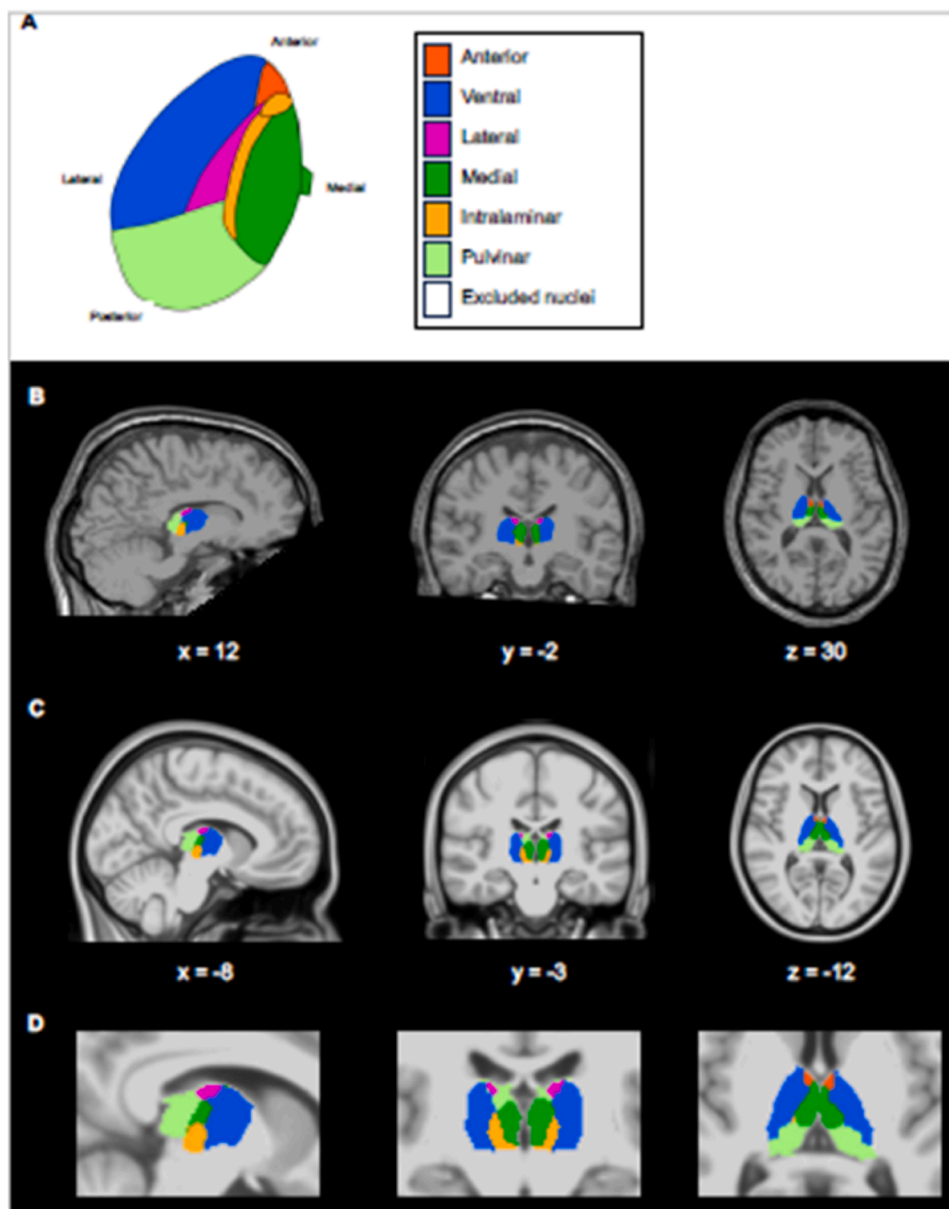 A
Anterior
Lateral
Medial
Posterior
Anterior
Ventral
Lateral
Medial
Intralaminar
Pulvinar
Excluded nuclei
B
x = 12
y = -2
z = 30
C
x = -8
y = -3
z = -12
D